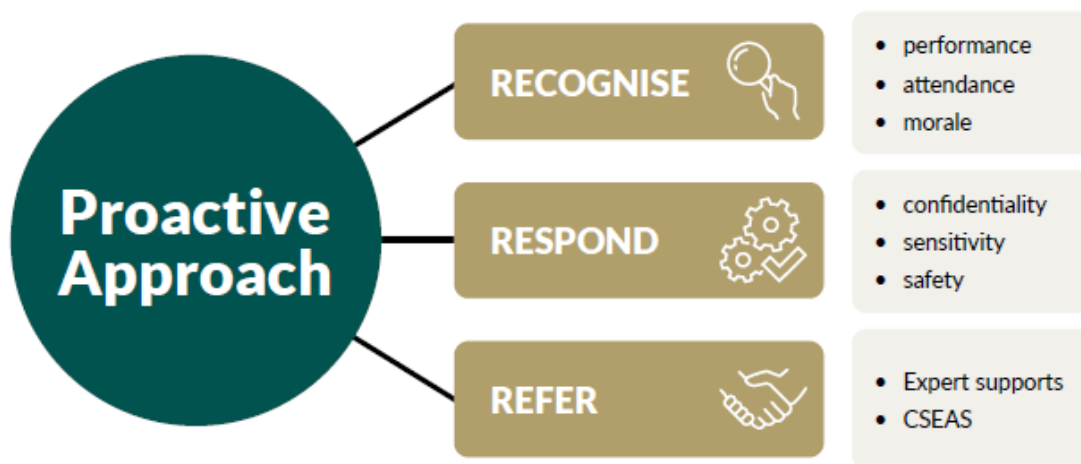 Proactive
Approach
RECOGNISE
• performance
• attendance
• morale
RESPOND
• confidentiality
• sensitivity
• safety
REFER
• Expert supports
• CSEAS